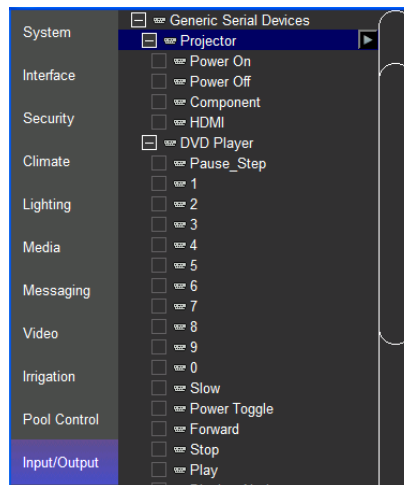 System
Interface
Security
Climate
Lighting
Media
Messaging
Video
Irrigation
Pool Control
Input/Output
Generic Serial Devices
Projector
Power On
Power Off
Component
HDMI
DVD Player
Pause_Step
1
2
3
4
5
6
7
8
9
0
Slow
Power Toggle
Forward
Stop
Play